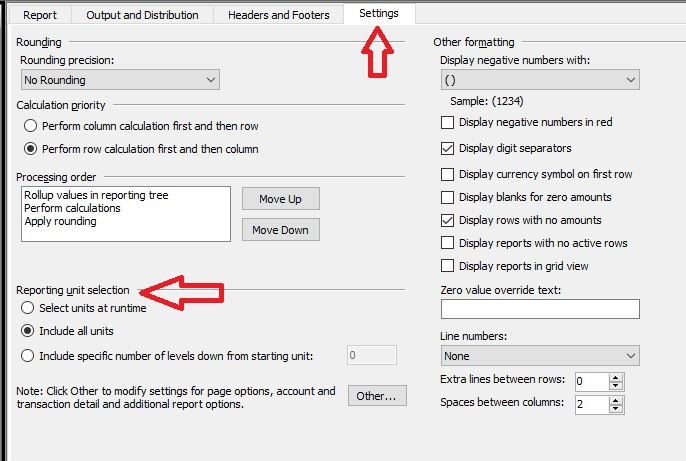 Report
Output and Distribution
Headers and Footers
Settings
Rounding
Rounding precision:
No Rounding
Calculation priority
Perform column calculation first and then row
Perform row calculation first and then column
Processing order
Rollup values in reporting tree
Perform calculations
Apply rounding
Move Up
Move Down
Reporting unit selection
Select units at runtime
Include all units
Include specific number of levels down from starting unit:
0
Note: Click Other to modify settings for page options, account and
transaction detail and additional report options.
Other...
Other formatting
Display negative numbers with:
( )
Sample: (1234)
Display negative numbers in red
Display digit separators
Display currency symbol on first row
Display blanks for zero amounts
Display rows with no amounts
Display reports with no active rows
Display reports in grid view
Zero value override text:
Line numbers:
None
Extra lines between rows:
0
Spaces between columns:
2